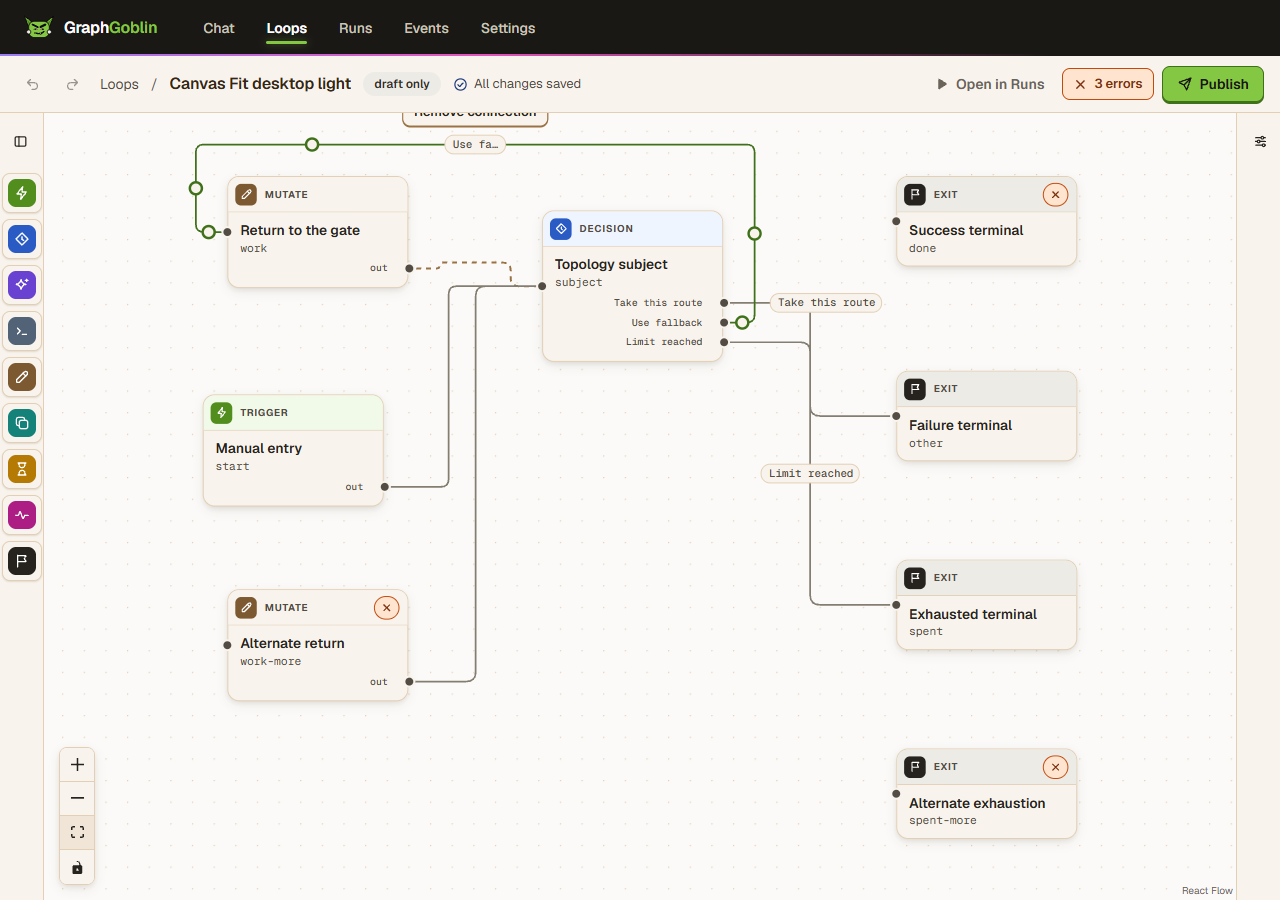 GraphGoblin
Chat
Loops
Runs
Events
Settings
Loops / Canvas Fit desktop light
draft only
All changes saved
Open in Runs
3 errors
Publish
Remove connection
Use fa…
MUTATE
Return to the gate
work
out
DECISION
Topology subject
subject
Take this route
Use fallback
Limit reached
Take this route
Limit reached
EXIT
Success terminal
done
EXIT
Failure terminal
other
TRIGGER
Manual entry
start
out
EXIT
Exhausted terminal
spent
MUTATE
Alternate return
work-more
out
EXIT
Alternate exhaustion
spent-more
React Flow